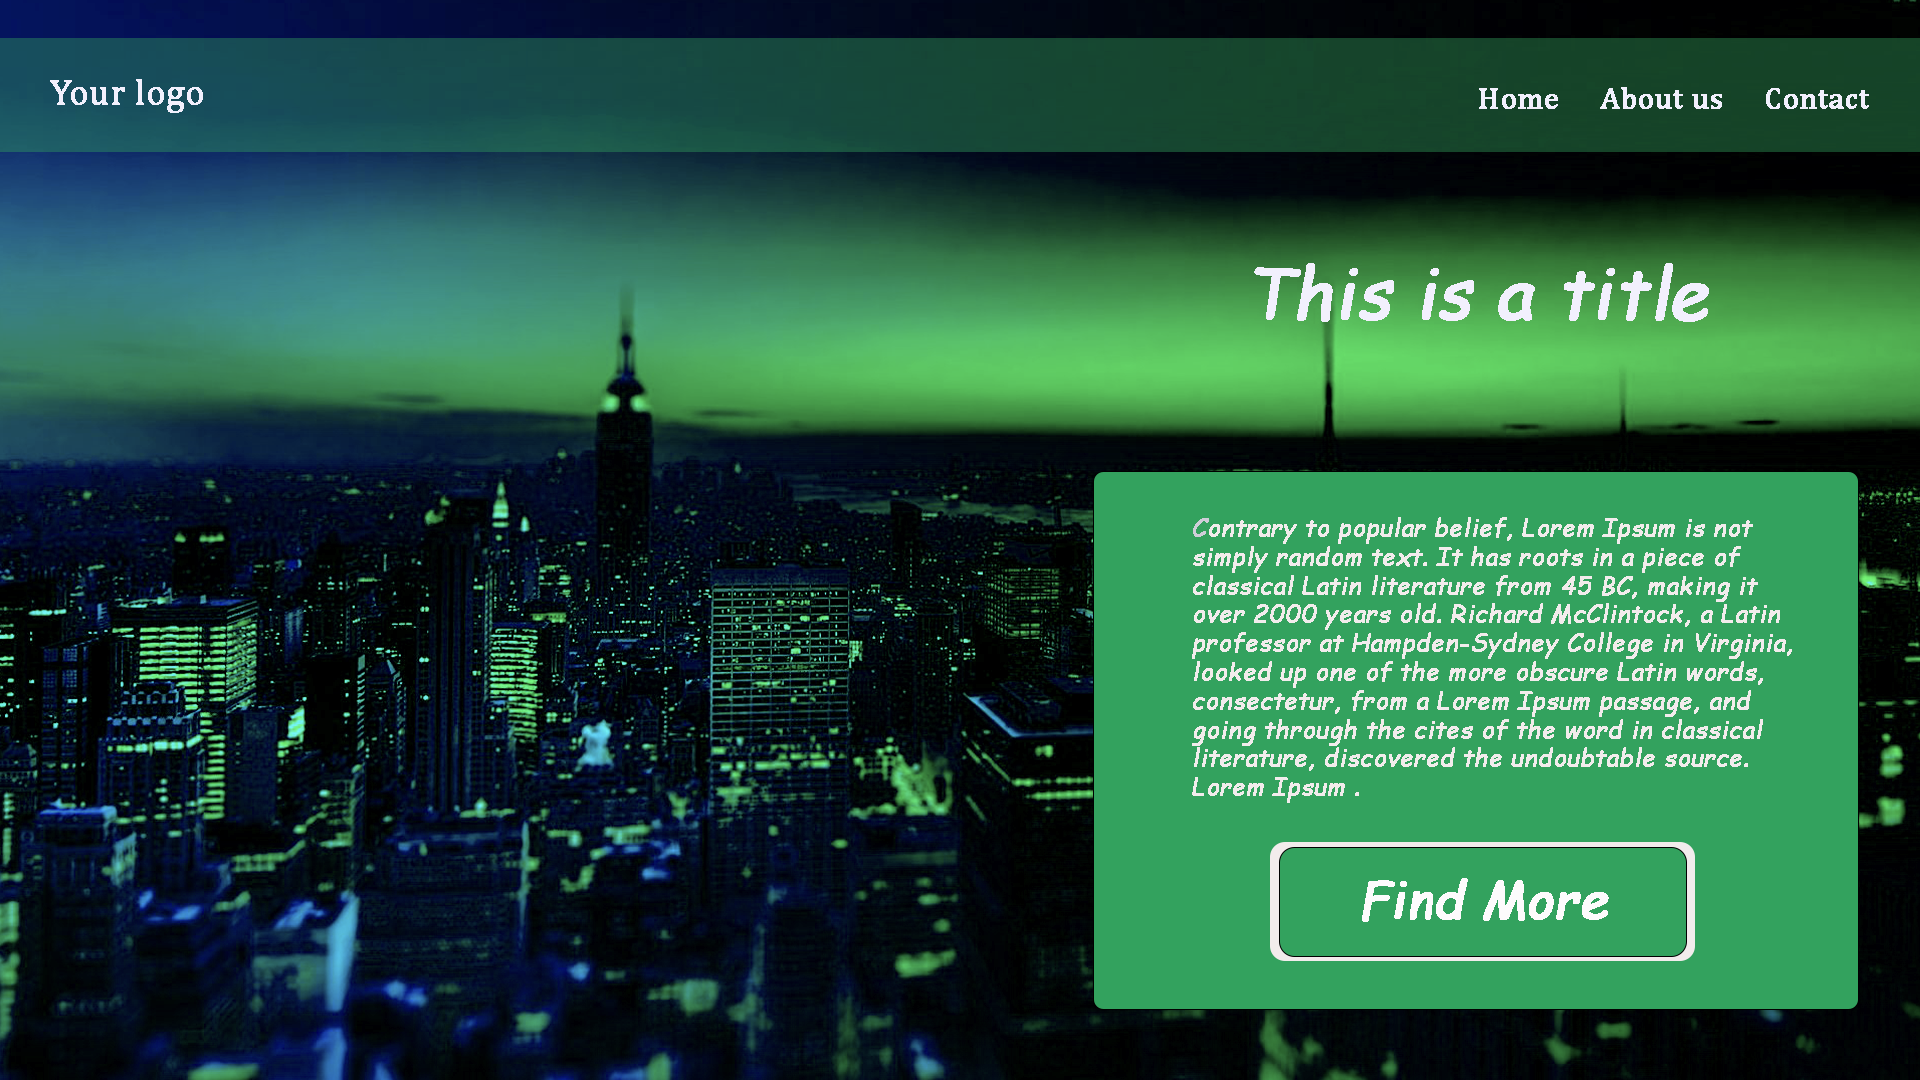 Your logo
Home About us Contact
This is a title
Contrary to popular belief, Lorem Ipsum is not
simply random text. It has roots in a piece of
classical Latin literature from 45 BC, making it
over 2000 years old. Richard McClintock, a Latin
professor at Hampden-Sydney College in Virginia,
looked up one of the more obscure Latin words,
consectetur, from a Lorem Ipsum passage, and
going through the cites of the word in classical
literature, discovered the undoubtable source.
Lorem Ipsum .
Find More